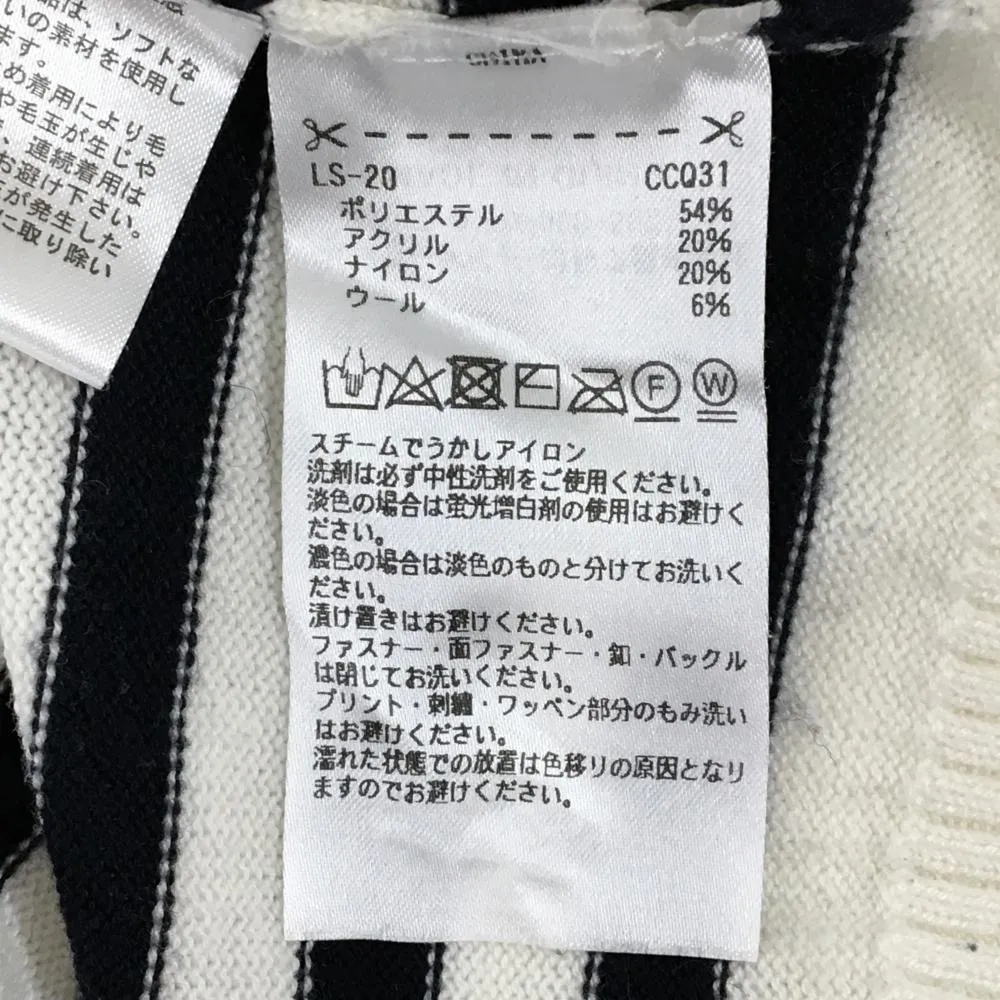 は、ソフトな
いの素材を使用し
ます。
め着用により毛
や毛玉が生じや
、連続着用は
お避け下さい。
が発生した
に取り除い
LS-20 CCQ31
ポリエステル 54%
アクリル 20%
ナイロン 20%
ウール 6%
F W
スチームでうかしアイロン
洗剤は必ず中性洗剤をご使用ください。
淡色の場合は蛍光増白剤の使用はお避けく
ださい。
濃色の場合は淡色のものと分けてお洗いく
ださい。
漬け置きはお避けください。
ファスナー・面ファスナー・釦・バックル
は閉じてお洗いください。
プリント・刺繍・ワッペン部分のもみ洗い
はお避けください。
濡れた状態での放置は色移りの原因となり
ますのでお避けください。